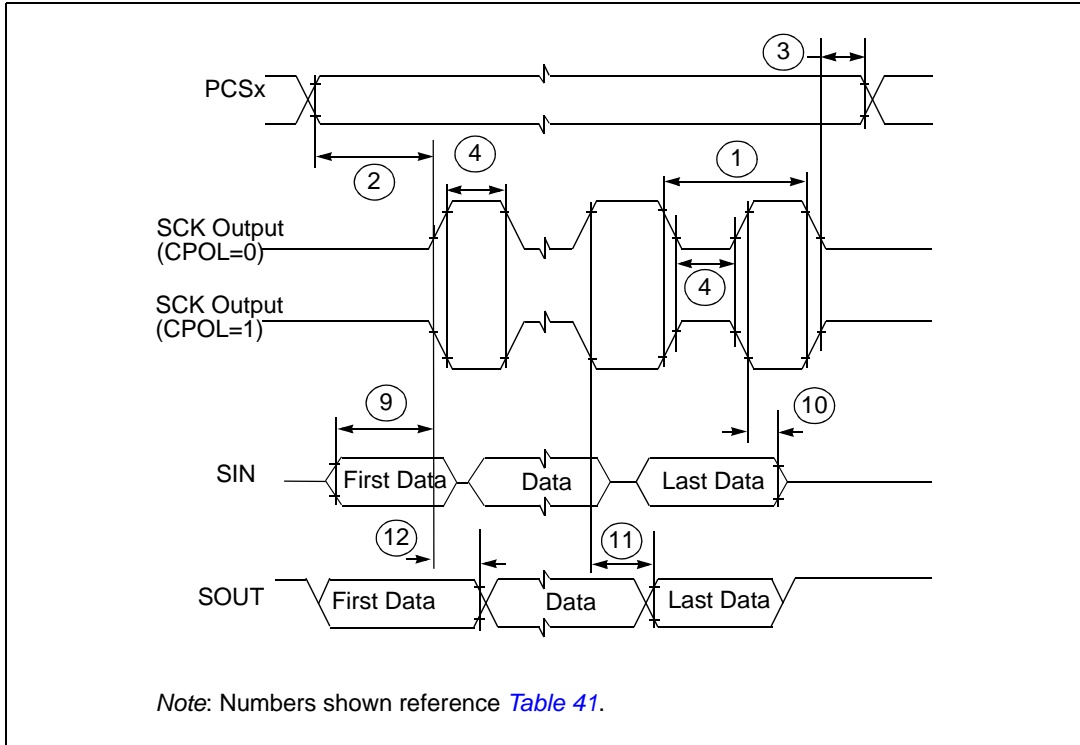 3
PCSx
4
1
2
SCK Output
(CPOL=0)
4
SCK Output
(CPOL=1)
9
10
SIN
First Data
Data
Last Data
12
11
SOUT
First Data
Data
Last Data
Note: Numbers shown reference Table 41.